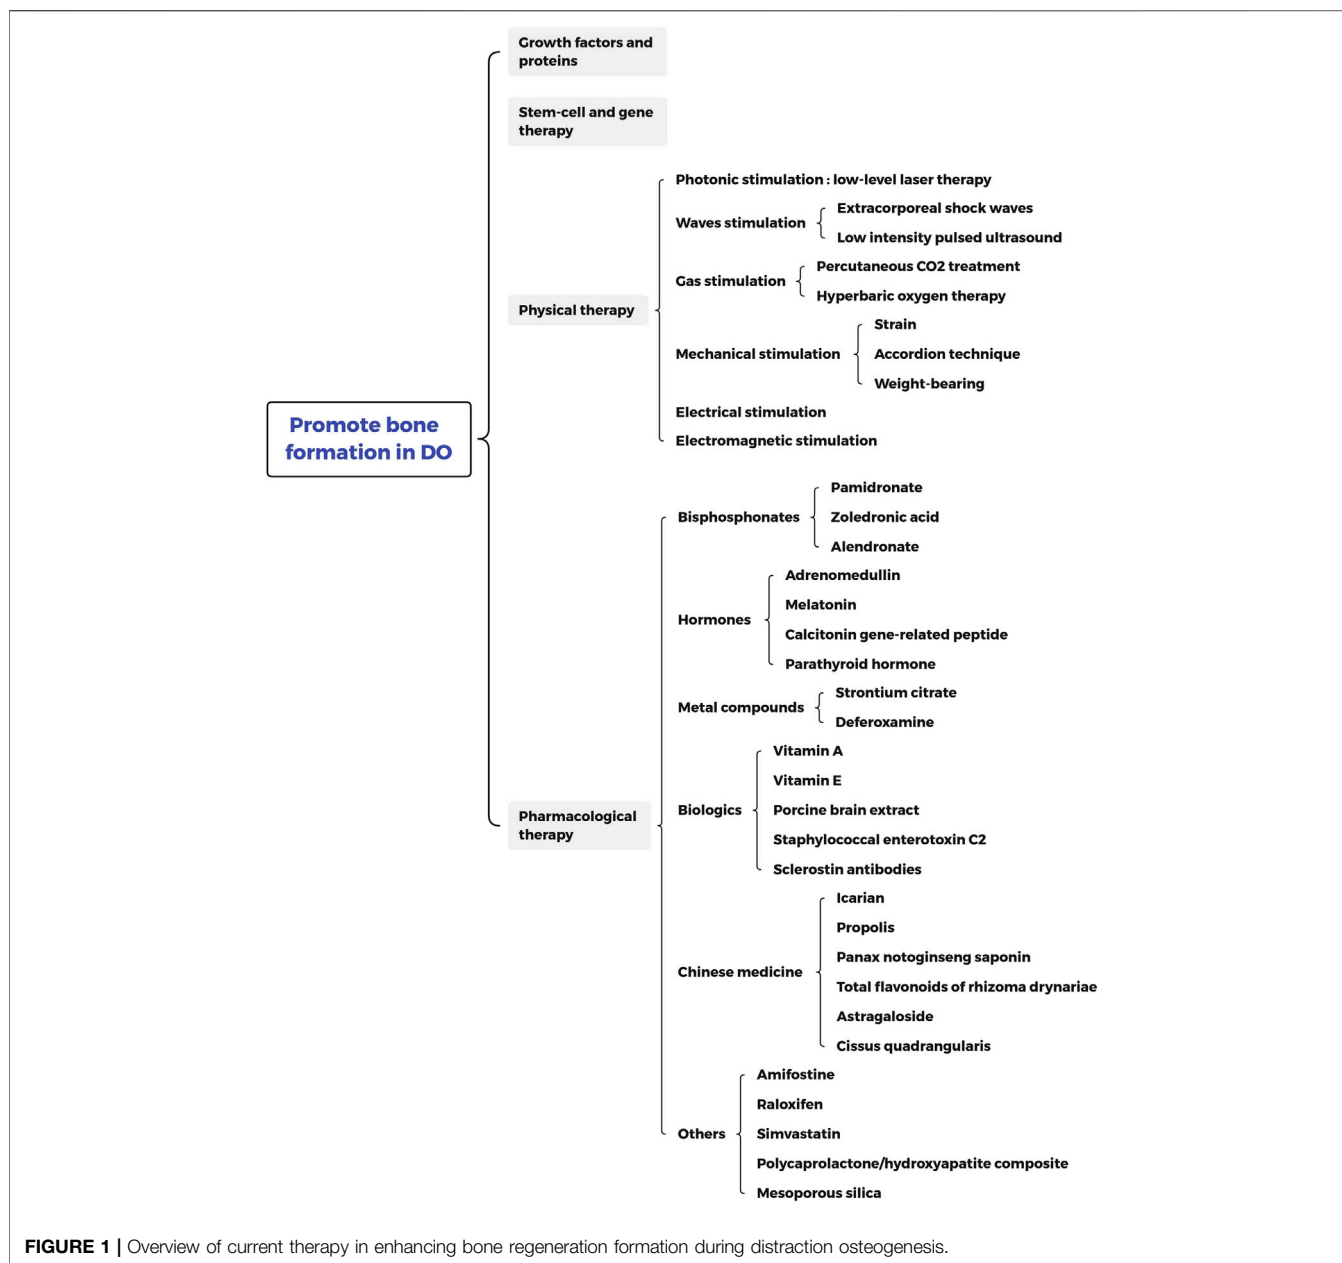 Growth factors and
proteins
Stem-cell and gene
therapy
Photonic stimulation : low-level laser therapy
Waves stimulation
Extracorporeal shock waves
Low intensity pulsed ultrasound
Gas stimulation
Percutaneous CO2 treatment
Hyperbaric oxygen therapy
Physical therapy
Mechanical stimulation
Strain
Accordion technique
Weight-bearing
Electrical stimulation
Electromagnetic stimulation
Promote bone
formation in DO
Bisphosphonates
Pamidronate
Zoledronic acid
Alendronate
Hormones
Adrenomedullin
Melatonin
Calcitonin gene-related peptide
Parathyroid hormone
Metal compounds
Strontium citrate
Deferoxamine
Pharmacological
therapy
Biologics
Vitamin A
Vitamin E
Porcine brain extract
Staphylococcal enterotoxin C2
Sclerostin antibodies
Chinese medicine
Icarian
Propolis
Panax notoginseng saponin
Total flavonoids of rhizoma drynariae
Astragaloside
Cissus quadrangularis
Others
Amifostine
Raloxifen
Simvastatin
Polycaprolactone/hydroxyapatite composite
Mesoporous silica
FIGURE 1 | Overview of current therapy in enhancing bone regeneration formation during distraction osteogenesis.